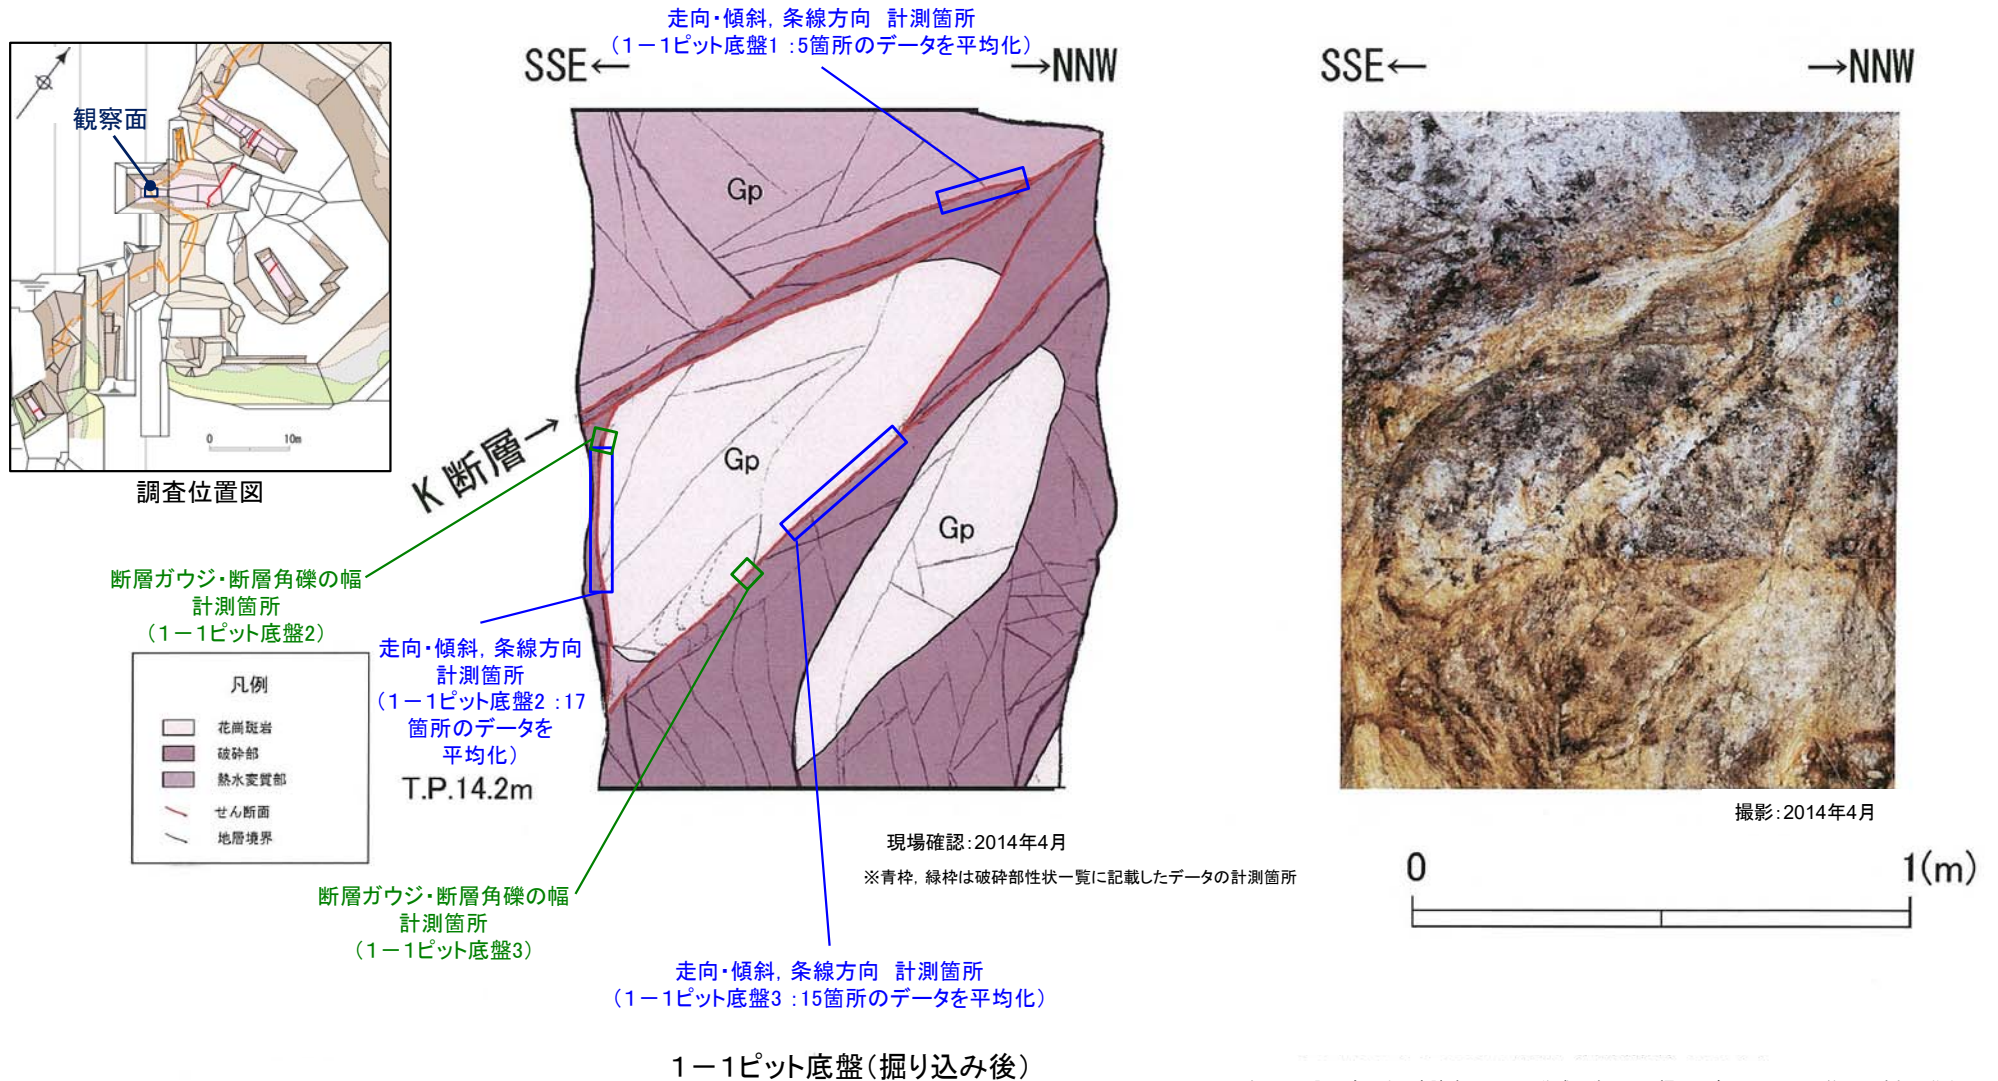 走向・傾斜, 条線方向 計測箇所
(1-1ピット底盤1:5箇所のデータを平均化)
SSE←
→NNW
SSE←
→NNW
観察面
0 10m
調査位置図
Gp
Gp
Gp
K断層→
断層ガウジ・断層角礫の幅
計測箇所
(1-1ピット底盤2)
走向・傾斜, 条線方向
計測箇所
(1-1ピット底盤2:17
箇所のデータを
平均化)
凡例
花崗斑岩
破砕部
熱水変質部
せん断面
地層境界
T.P.14.2m
撮影:2014年4月
現場確認:2014年4月
※青枠, 緑枠は破砕部性状一覧に記載したデータの計測箇所
0 1(m)
断層ガウジ・断層角礫の幅
計測箇所
(1-1ピット底盤3)
走向・傾斜, 条線方向 計測箇所
(1-1ピット底盤3:15箇所のデータを平均化)
1-1ピット底盤(掘り込み後)